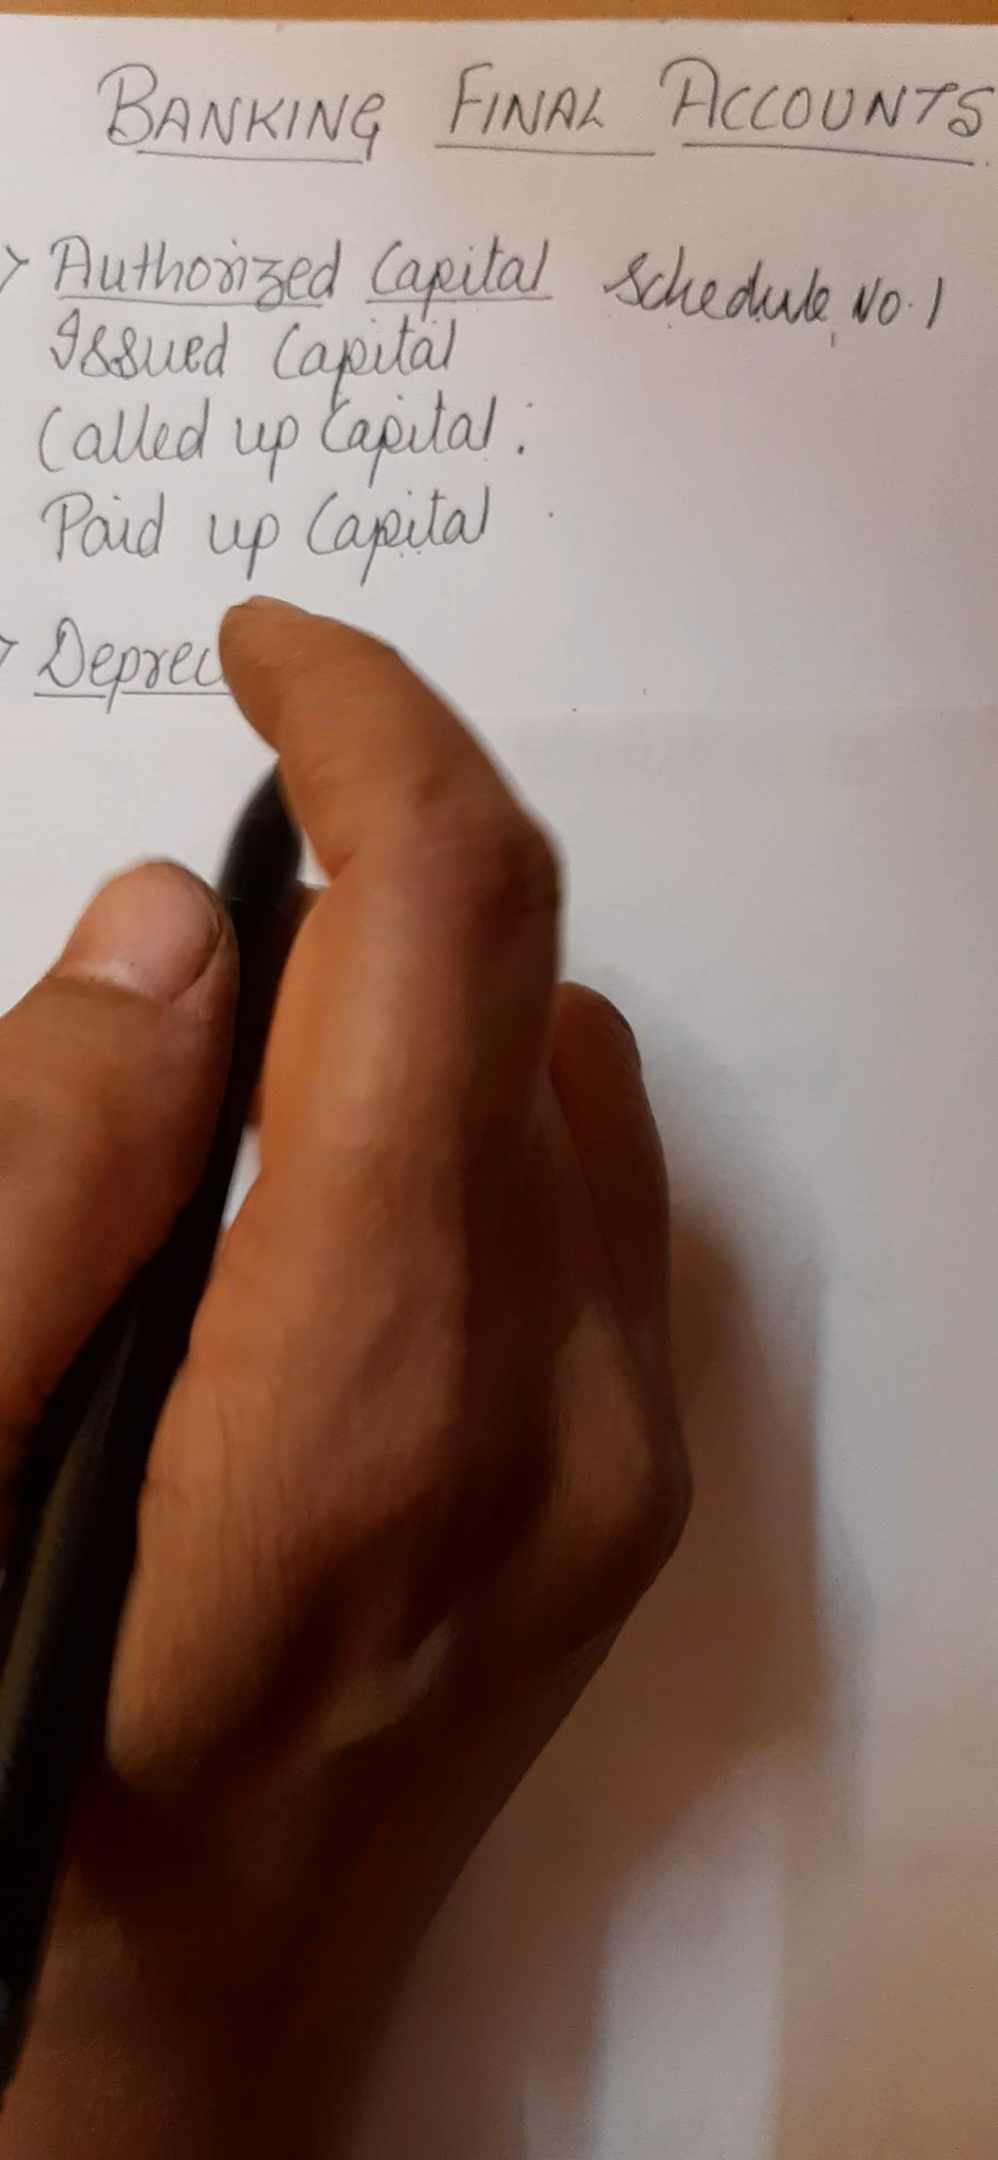 BANKING FINAL ACCOUNTS
> Authorized Capital Schedule No. 1
Issued Capital
Called up Capital :
Paid up Capital
> Deprec